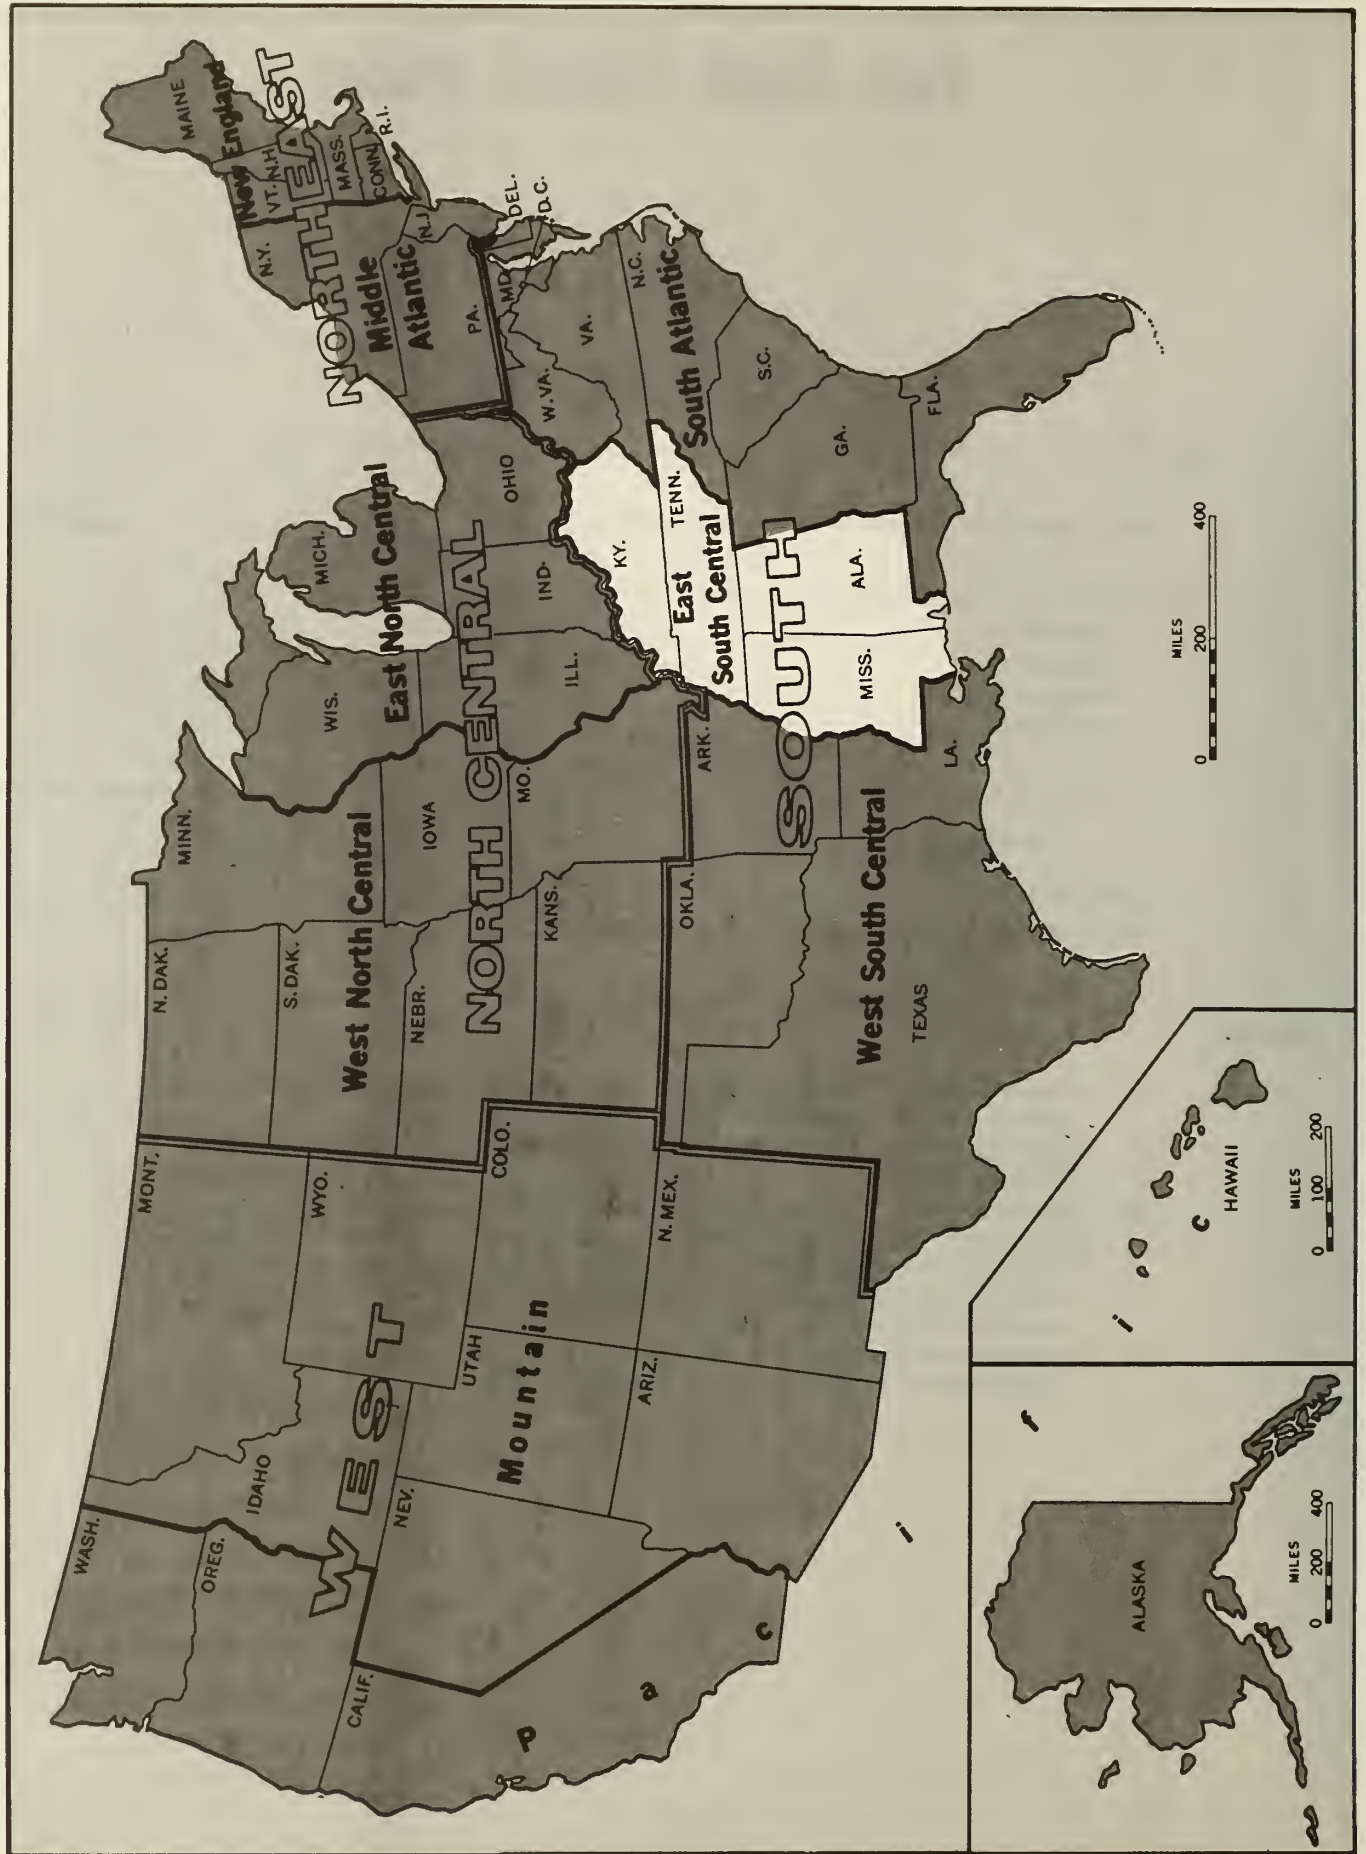 WASH.
OREG.
CALIF.
IDAHO
NEV.
MONT.
WYO.
UTAH
COLO.
ARIZ.
N. MEX.
WEST
Mountain
P a c i f i c
N. DAK.
S. DAK.
NEBR.
KANS.
MINN.
IOWA
MO.
West North Central
NORTH CENTRAL
WIS.
MICH.
ILL.
IND.
OHIO
East North Central
OKLA.
TEXAS
ARK.
LA.
West South Central
SOUTH
KY.
TENN.
MISS.
ALA.
East
South Central
W. VA.
VA.
MD.
DEL.
D.C.
N.C.
S.C.
GA.
FLA.
South Atlantic
NORTHEAST
Middle
Atlantic
N.Y.
PA.
N.J.
New England
MAINE
VT.
N.H.
MASS.
CONN.
R.I.
ALASKA
MILES
0 200 400
HAWAII
MILES
0 100 200
MILES
0 200 400